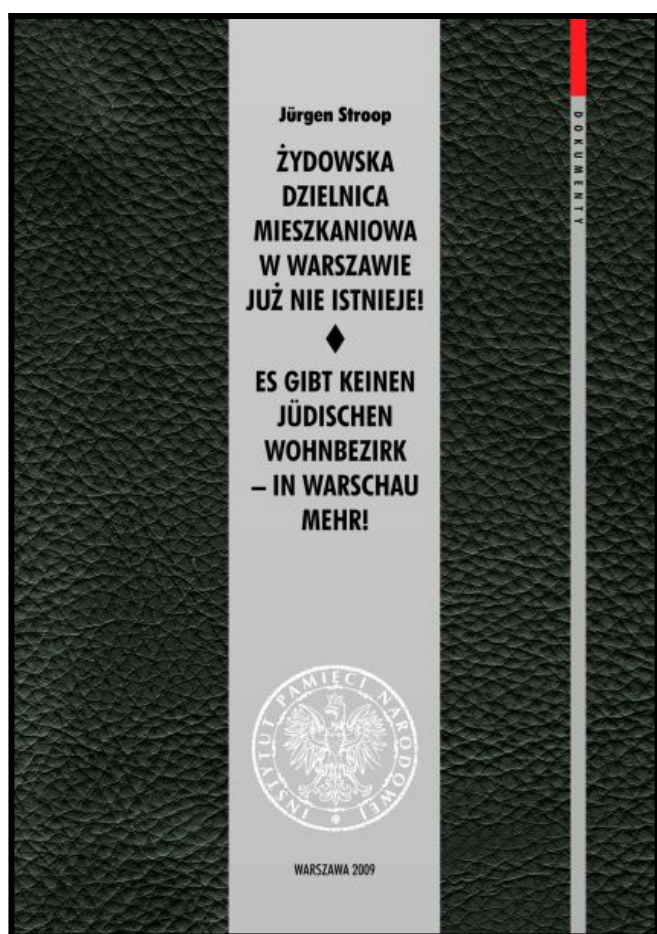 Jürgen Stroop
ŻYDOWSKA
DZIELNICA
MIESZKANIOWA
W WARSZAWIE
JUŻ NIE ISTNIEJE!
ES GIBT KEINEN
JÜDISCHEN
WOHNBEZIRK
– IN WARSCHAU
MEHR!
INSTYTUT PAMIĘCI NARODOWEJ
WARSZAWA 2009
DOKUMENTY